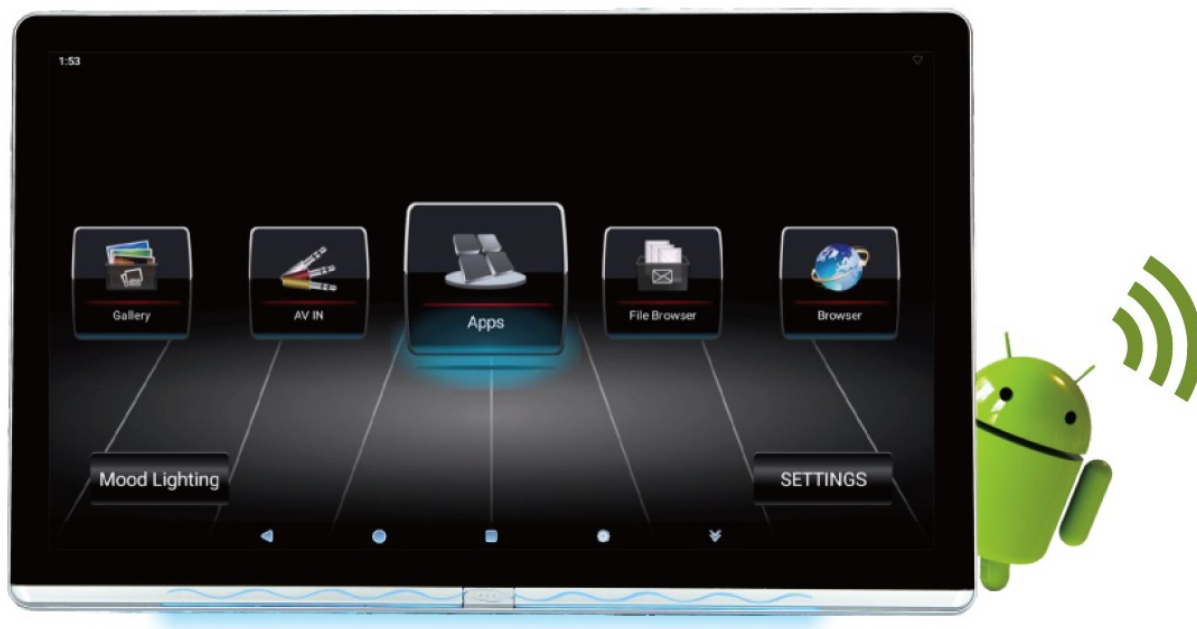 1:53
Gallery
AV IN
Apps
File Browser
Browser
Mood Lighting
SETTINGS